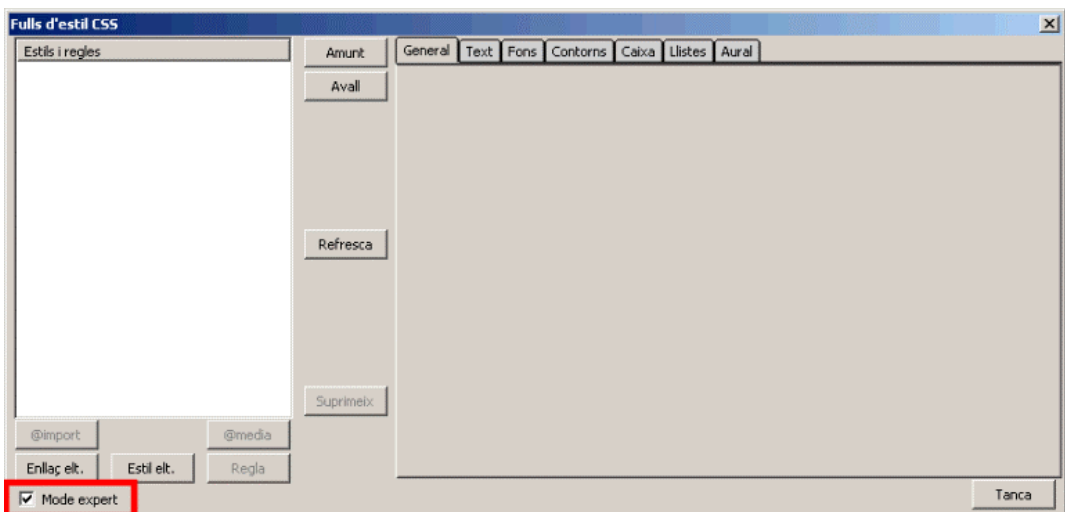 Fulls d'estil CSS
Estils i regles
Amunt
Avall
Refresca
Suprimeix
@import
@media
Enllaç elt.
Estil elt.
Regla
Mode expert
General Text Fons Contorns Caixa Llistes Aural
Tanca